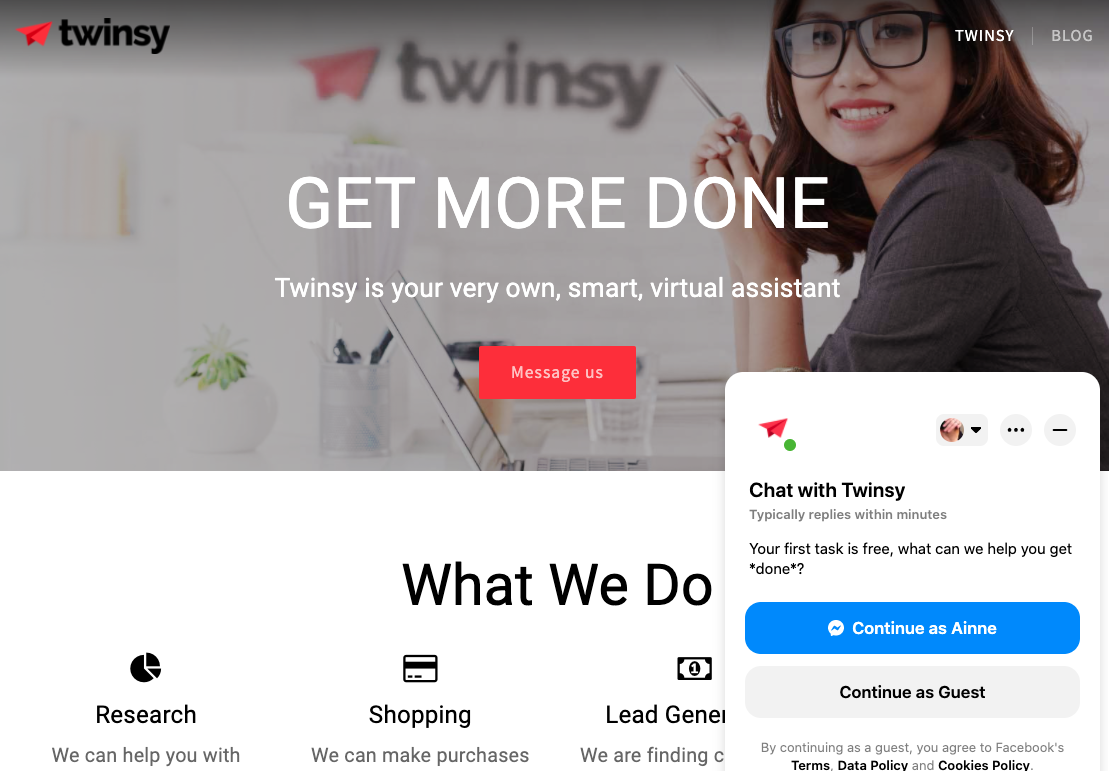 twinsy
TWINSY
BLOG
twinsy
GET MORE DONE
Twinsy is your very own, smart, virtual assistant
Message us
What We Do
Research
We can help you with
Shopping
We can make purchases
Lead Gener
We are finding c
Chat with Twinsy
Typically replies within minutes
Your first task is free, what can we help you get
*done*?
Continue as Ainne
Continue as Guest
By continuing as a guest, you agree to Facebook's
Terms, Data Policy and Cookies Policy.